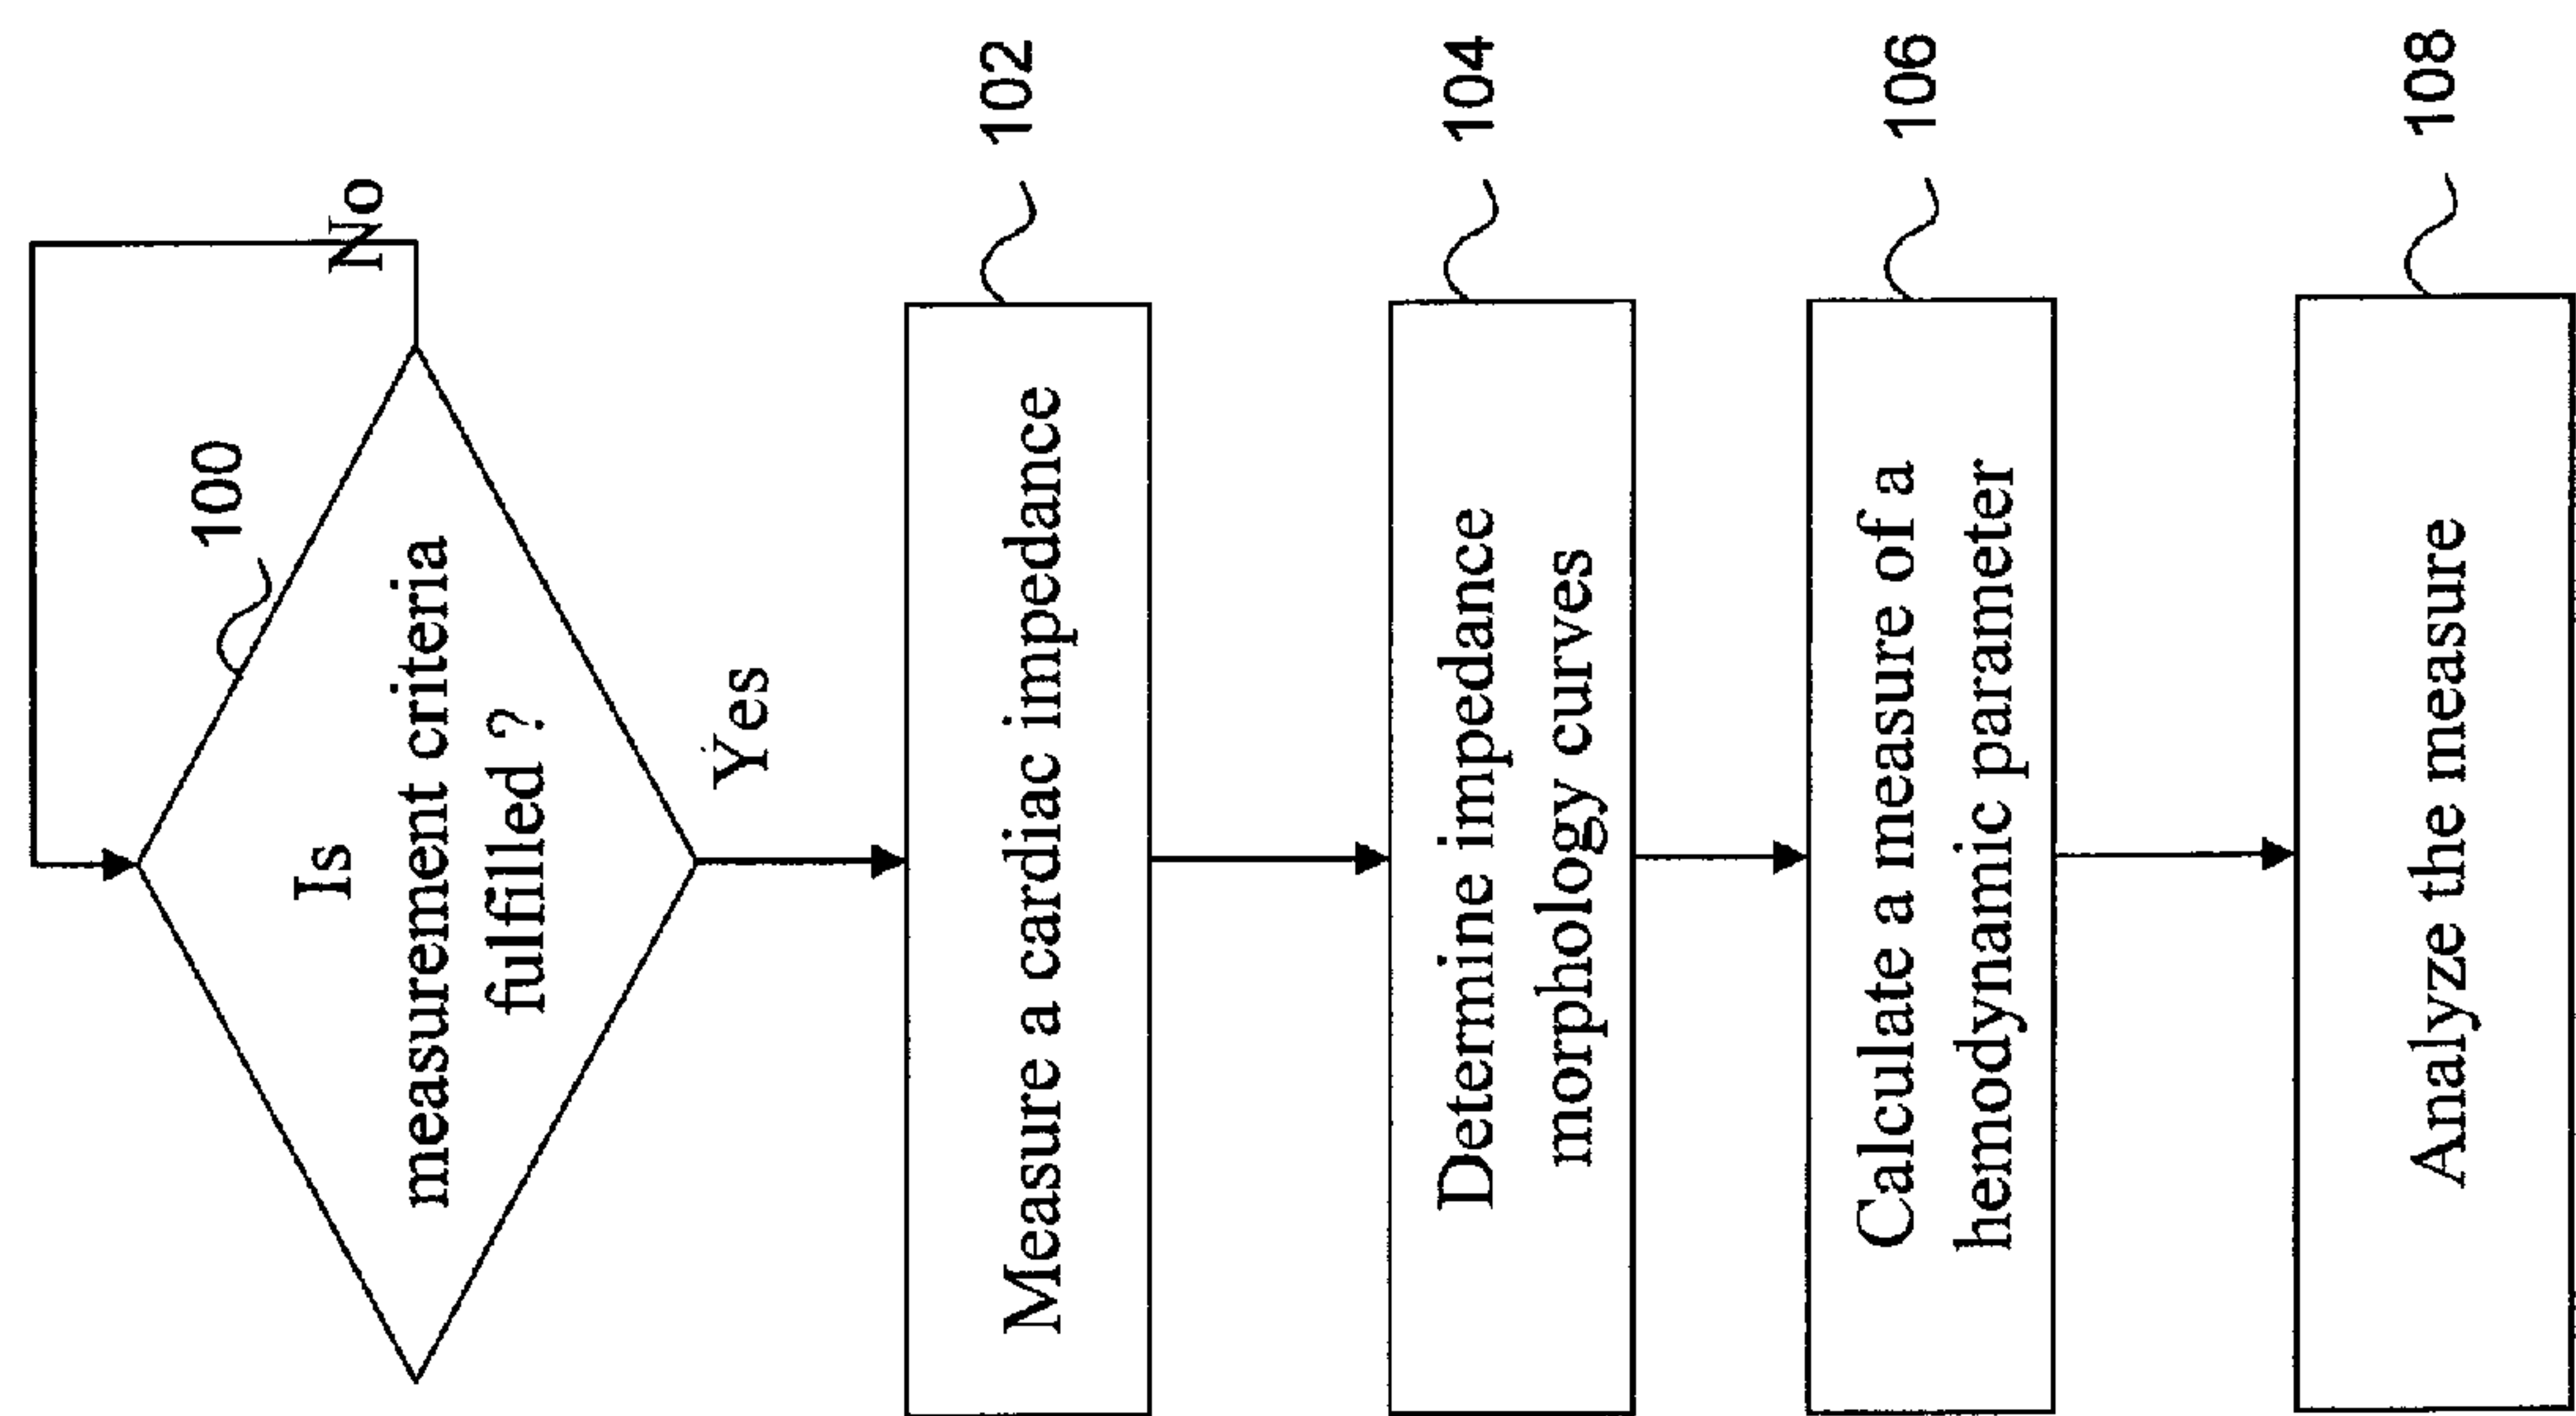 100
Is
measurement criteria
fulfilled ?
No
Yes
Measure a cardiac impedance
102
Determine impedance
morphology curves
104
Calculate a measure of a
hemodynamic parameter
106
Analyze the measure
108